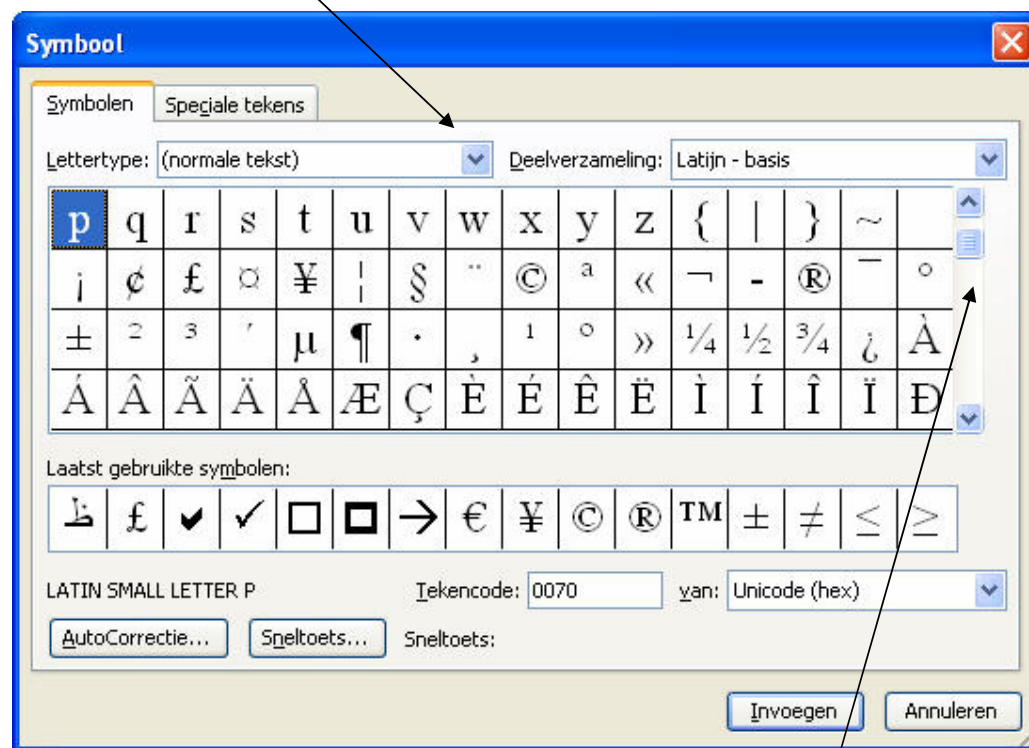 Symbool
Symbolen Speciale tekens
Lettertype: (normale tekst) Deelverzameling: Latijn - basis
p q r s t u v w x y z { | } ~
¡ ¢ £ ¤ ¥ ¦ § ¨ © ª « ¬ - ® ¯ °
± ² ³ ´ µ ¶ · ¸ ¹ º » ¼ ½ ¾ ¿ À
Á Â Ã Ä Å Æ Ç È É Ê Ë Ì Í Î Ï Ð
Laatst gebruikte symbolen:
£ ✔ ✓ □ → € ¥ © ® ™ ± ≠ ≤ ≥
LATIN SMALL LETTER P Tekencode: 0070 van: Unicode (hex)
AutoCorrectie... Sneltoets... Sneltoets:
Invoegen Annuleren